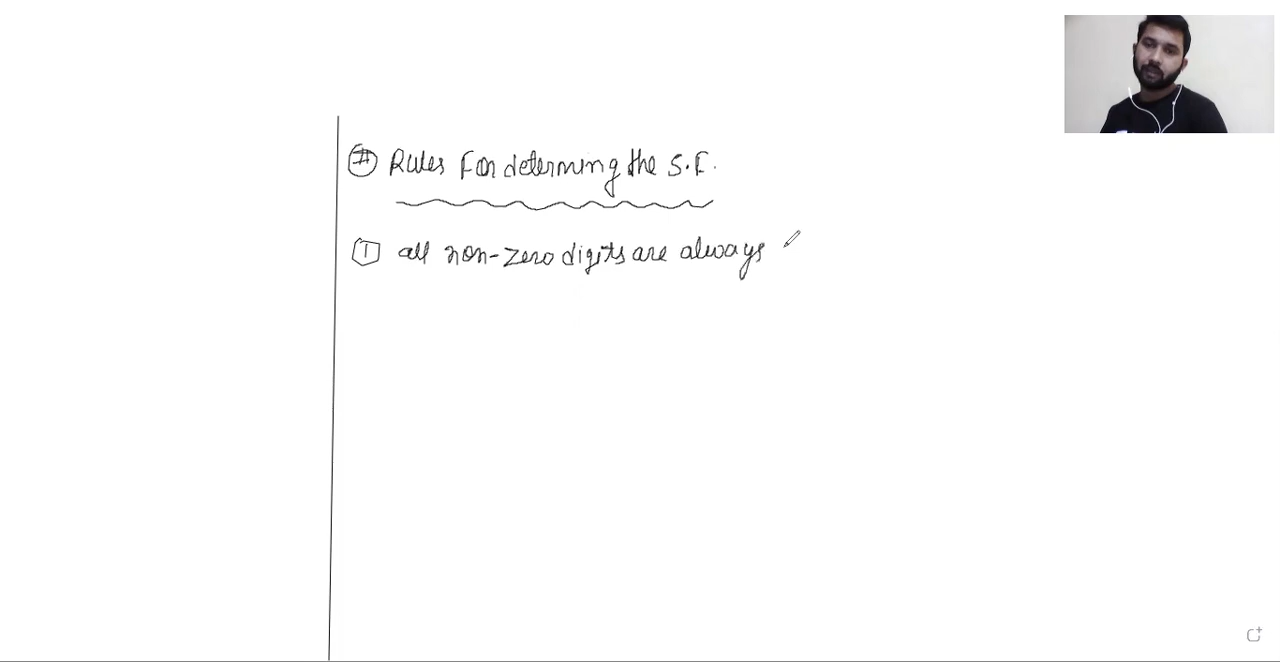 # Rules For determining the S.F.
1 all non-zero digits are always